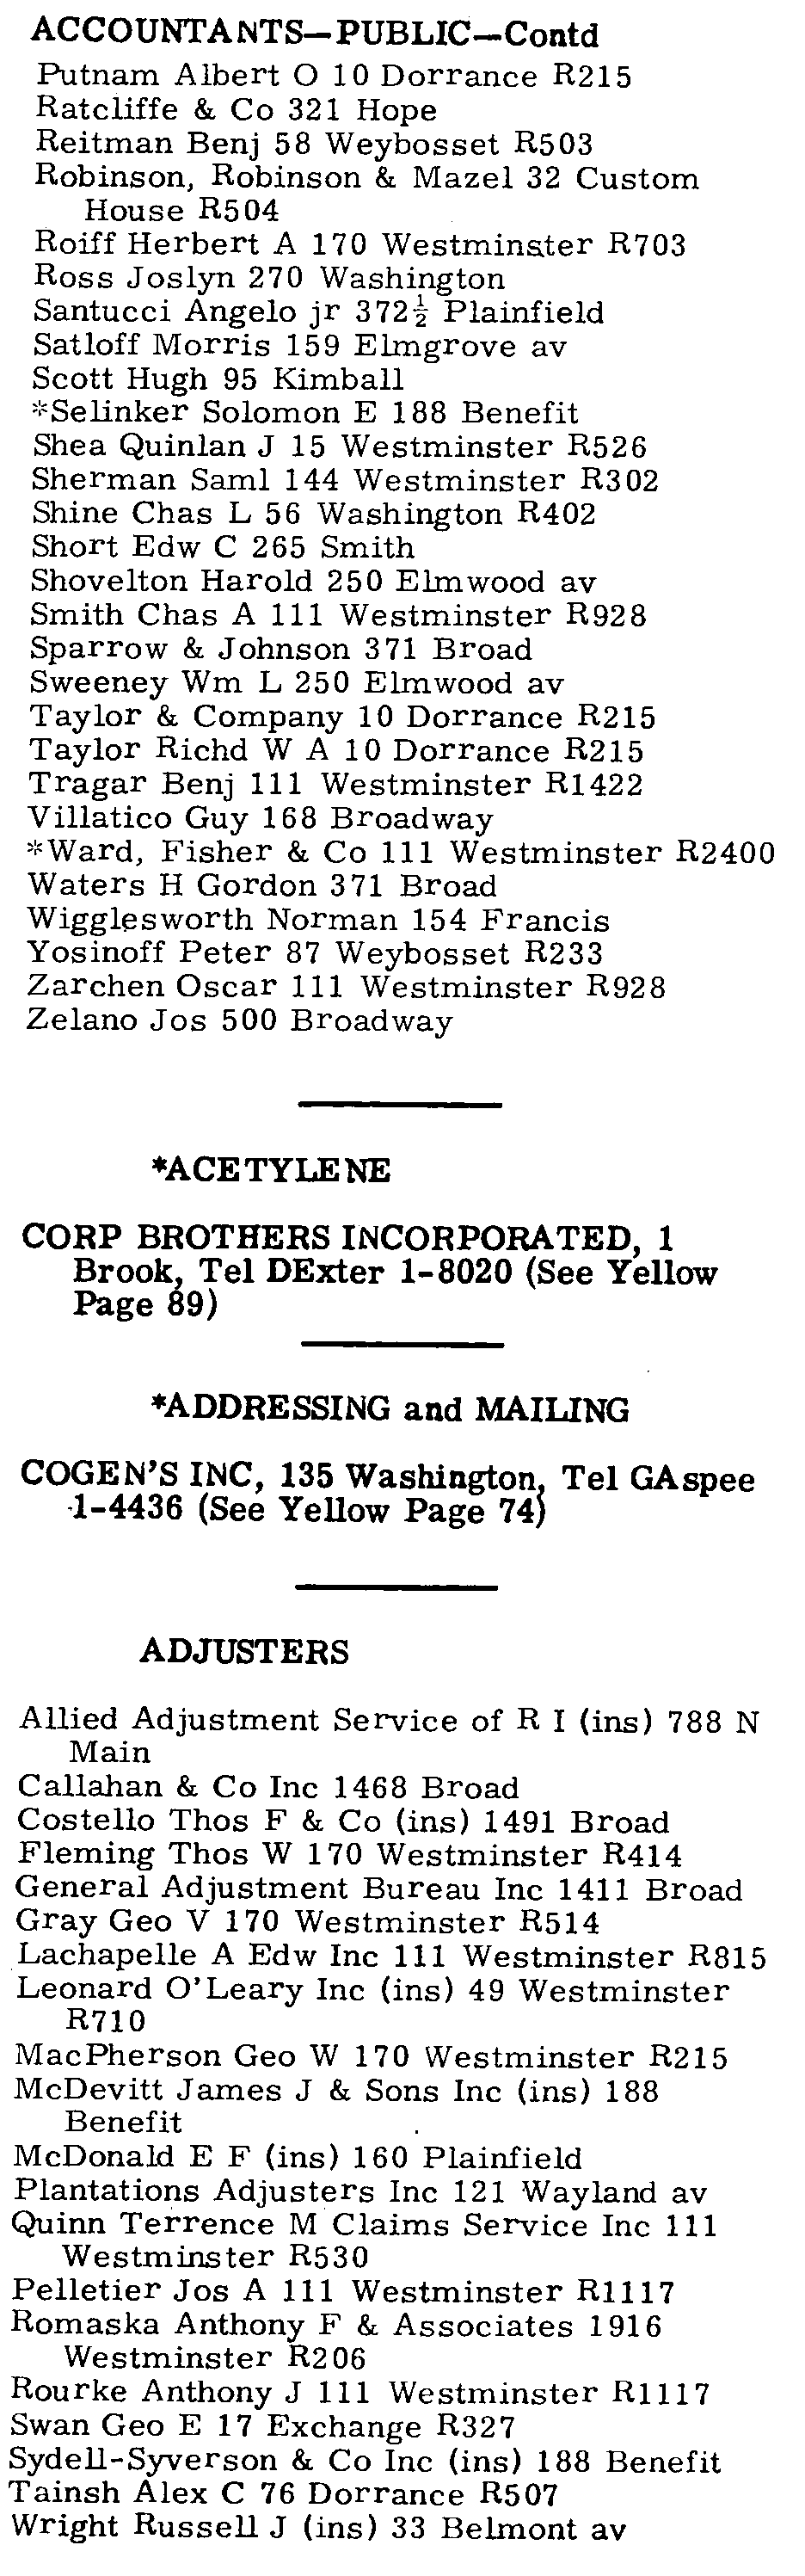 ACCOUNTANTS—PUBLIC—Contd
Putnam Albert O 10 Dorrance R215
Ratcliffe & Co 321 Hope
Reitman Benj 58 Weybosset R503
Robinson, Robinson & Mazel 32 Custom
House R504
Roiff Herbert A 170 Westminster R703
Ross Joslyn 270 Washington
Santucci Angelo jr 372½ Plainfield
Satloff Morris 159 Elmgrove av
Scott Hugh 95 Kimball
*Selinker Solomon E 188 Benefit
Shea Quinlan J 15 Westminster R526
Sherman Saml 144 Westminster R302
Shine Chas L 56 Washington R402
Short Edw C 265 Smith
Shovelton Harold 250 Elmwood av
Smith Chas A 111 Westminster R928
Sparrow & Johnson 371 Broad
Sweeney Wm L 250 Elmwood av
Taylor & Company 10 Dorrance R215
Taylor Richd W A 10 Dorrance R215
Tragar Benj 111 Westminster R1422
Villatico Guy 168 Broadway
*Ward, Fisher & Co 111 Westminster R2400
Waters H Gordon 371 Broad
Wigglesworth Norman 154 Francis
Yosinoff Peter 87 Weybosset R233
Zarchen Oscar 111 Westminster R928
Zelano Jos 500 Broadway
*ACETYLENE
CORP BROTHERS INCORPORATED, 1
Brook, Tel DExter 1-8020 (See Yellow
Page 89)
*ADDRESSING and MAILING
COGEN'S INC, 135 Washington, Tel GAspee
1-4436 (See Yellow Page 74)
ADJUSTERS
Allied Adjustment Service of R I (ins) 788 N
Main
Callahan & Co Inc 1468 Broad
Costello Thos F & Co (ins) 1491 Broad
Fleming Thos W 170 Westminster R414
General Adjustment Bureau Inc 1411 Broad
Gray Geo V 170 Westminster R514
Lachapelle A Edw Inc 111 Westminster R815
Leonard O'Leary Inc (ins) 49 Westminster
R710
MacPherson Geo W 170 Westminster R215
McDevitt James J & Sons Inc (ins) 188
Benefit
McDonald E F (ins) 160 Plainfield
Plantations Adjusters Inc 121 Wayland av
Quinn Terrence M Claims Service Inc 111
Westminster R530
Pelletier Jos A 111 Westminster R1117
Romaska Anthony F & Associates 1916
Westminster R206
Rourke Anthony J 111 Westminster R1117
Swan Geo E 17 Exchange R327
Sydell-Syverson & Co Inc (ins) 188 Benefit
Tainsh Alex C 76 Dorrance R507
Wright Russell J (ins) 33 Belmont av